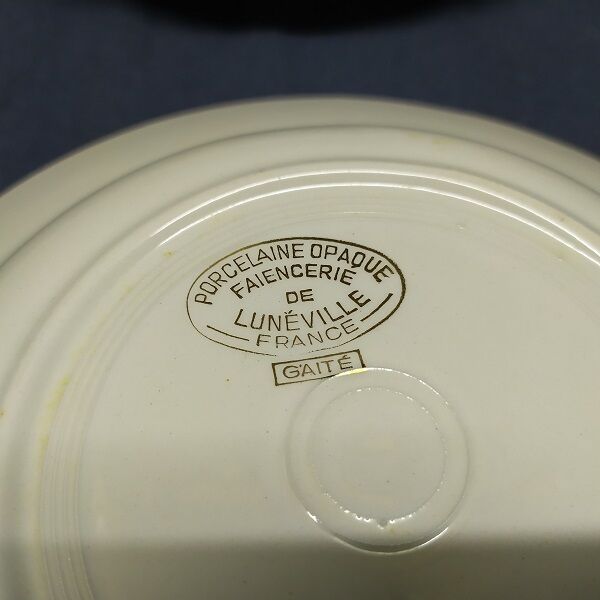 PORCELAINE OPAQUE
FAIENCERIE
DE
LUNÉVILLE
FRANCE
GAITÉ